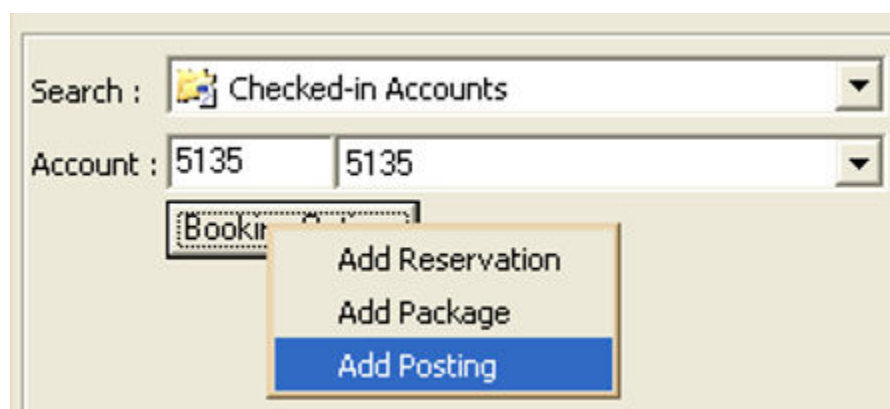 Search : Checked-in Accounts
Account : 5135 5135
Add Reservation
Add Package
Add Posting